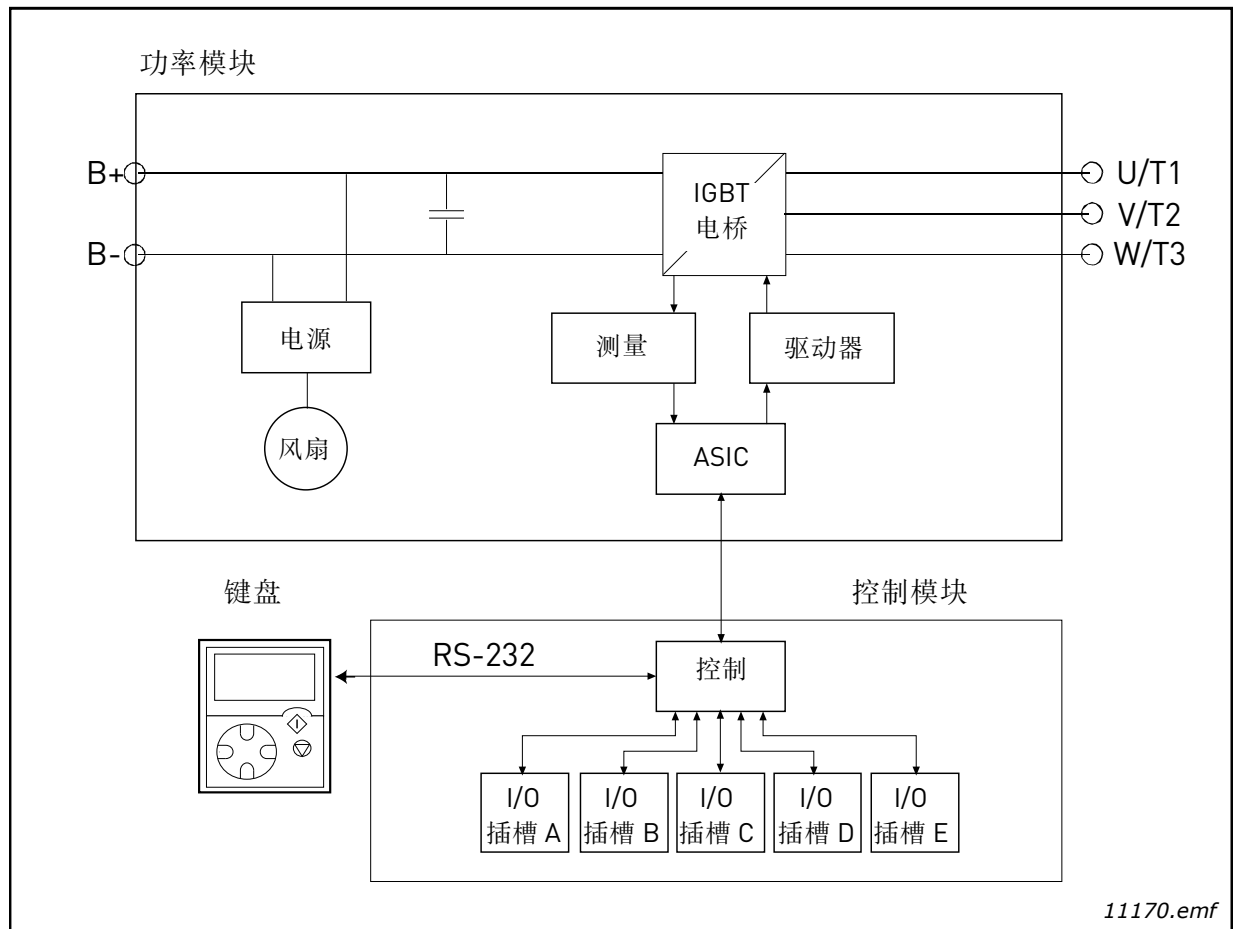 功率模块
B+
B-
IGBT
电桥
U/T1
V/T2
W/T3
电源
测量
驱动器
风扇
ASIC
键盘
控制模块
RS-232
控制
I/O
插槽 A
I/O
插槽 B
I/O
插槽 C
I/O
插槽 D
I/O
插槽 E
11170.emf